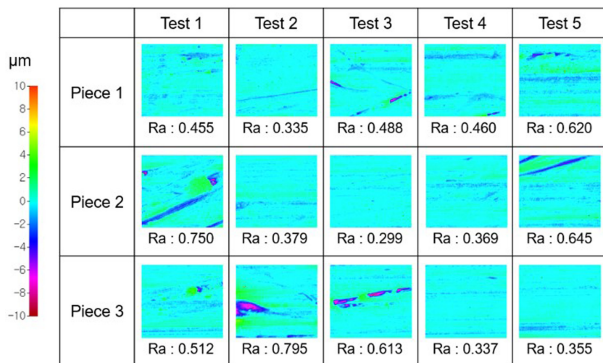 Test 1 Test 2 Test 3 Test 4 Test 5
μm
10
8
6
4
2
0
−2
−4
−6
−8
−10
Piece 1
Ra : 0.455 Ra : 0.335 Ra : 0.488 Ra : 0.460 Ra : 0.620
Piece 2
Ra : 0.750 Ra : 0.379 Ra : 0.299 Ra : 0.369 Ra : 0.645
Piece 3
Ra : 0.512 Ra : 0.795 Ra : 0.613 Ra : 0.337 Ra : 0.355